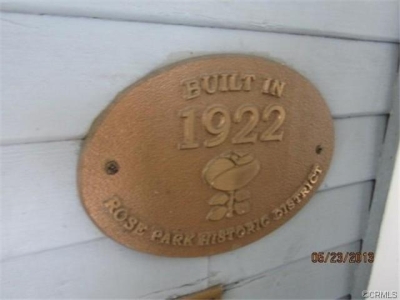 BUILT IN
1922
ROSE PARK HISTORIC DISTRICT
05/23/2013
©CRMLS